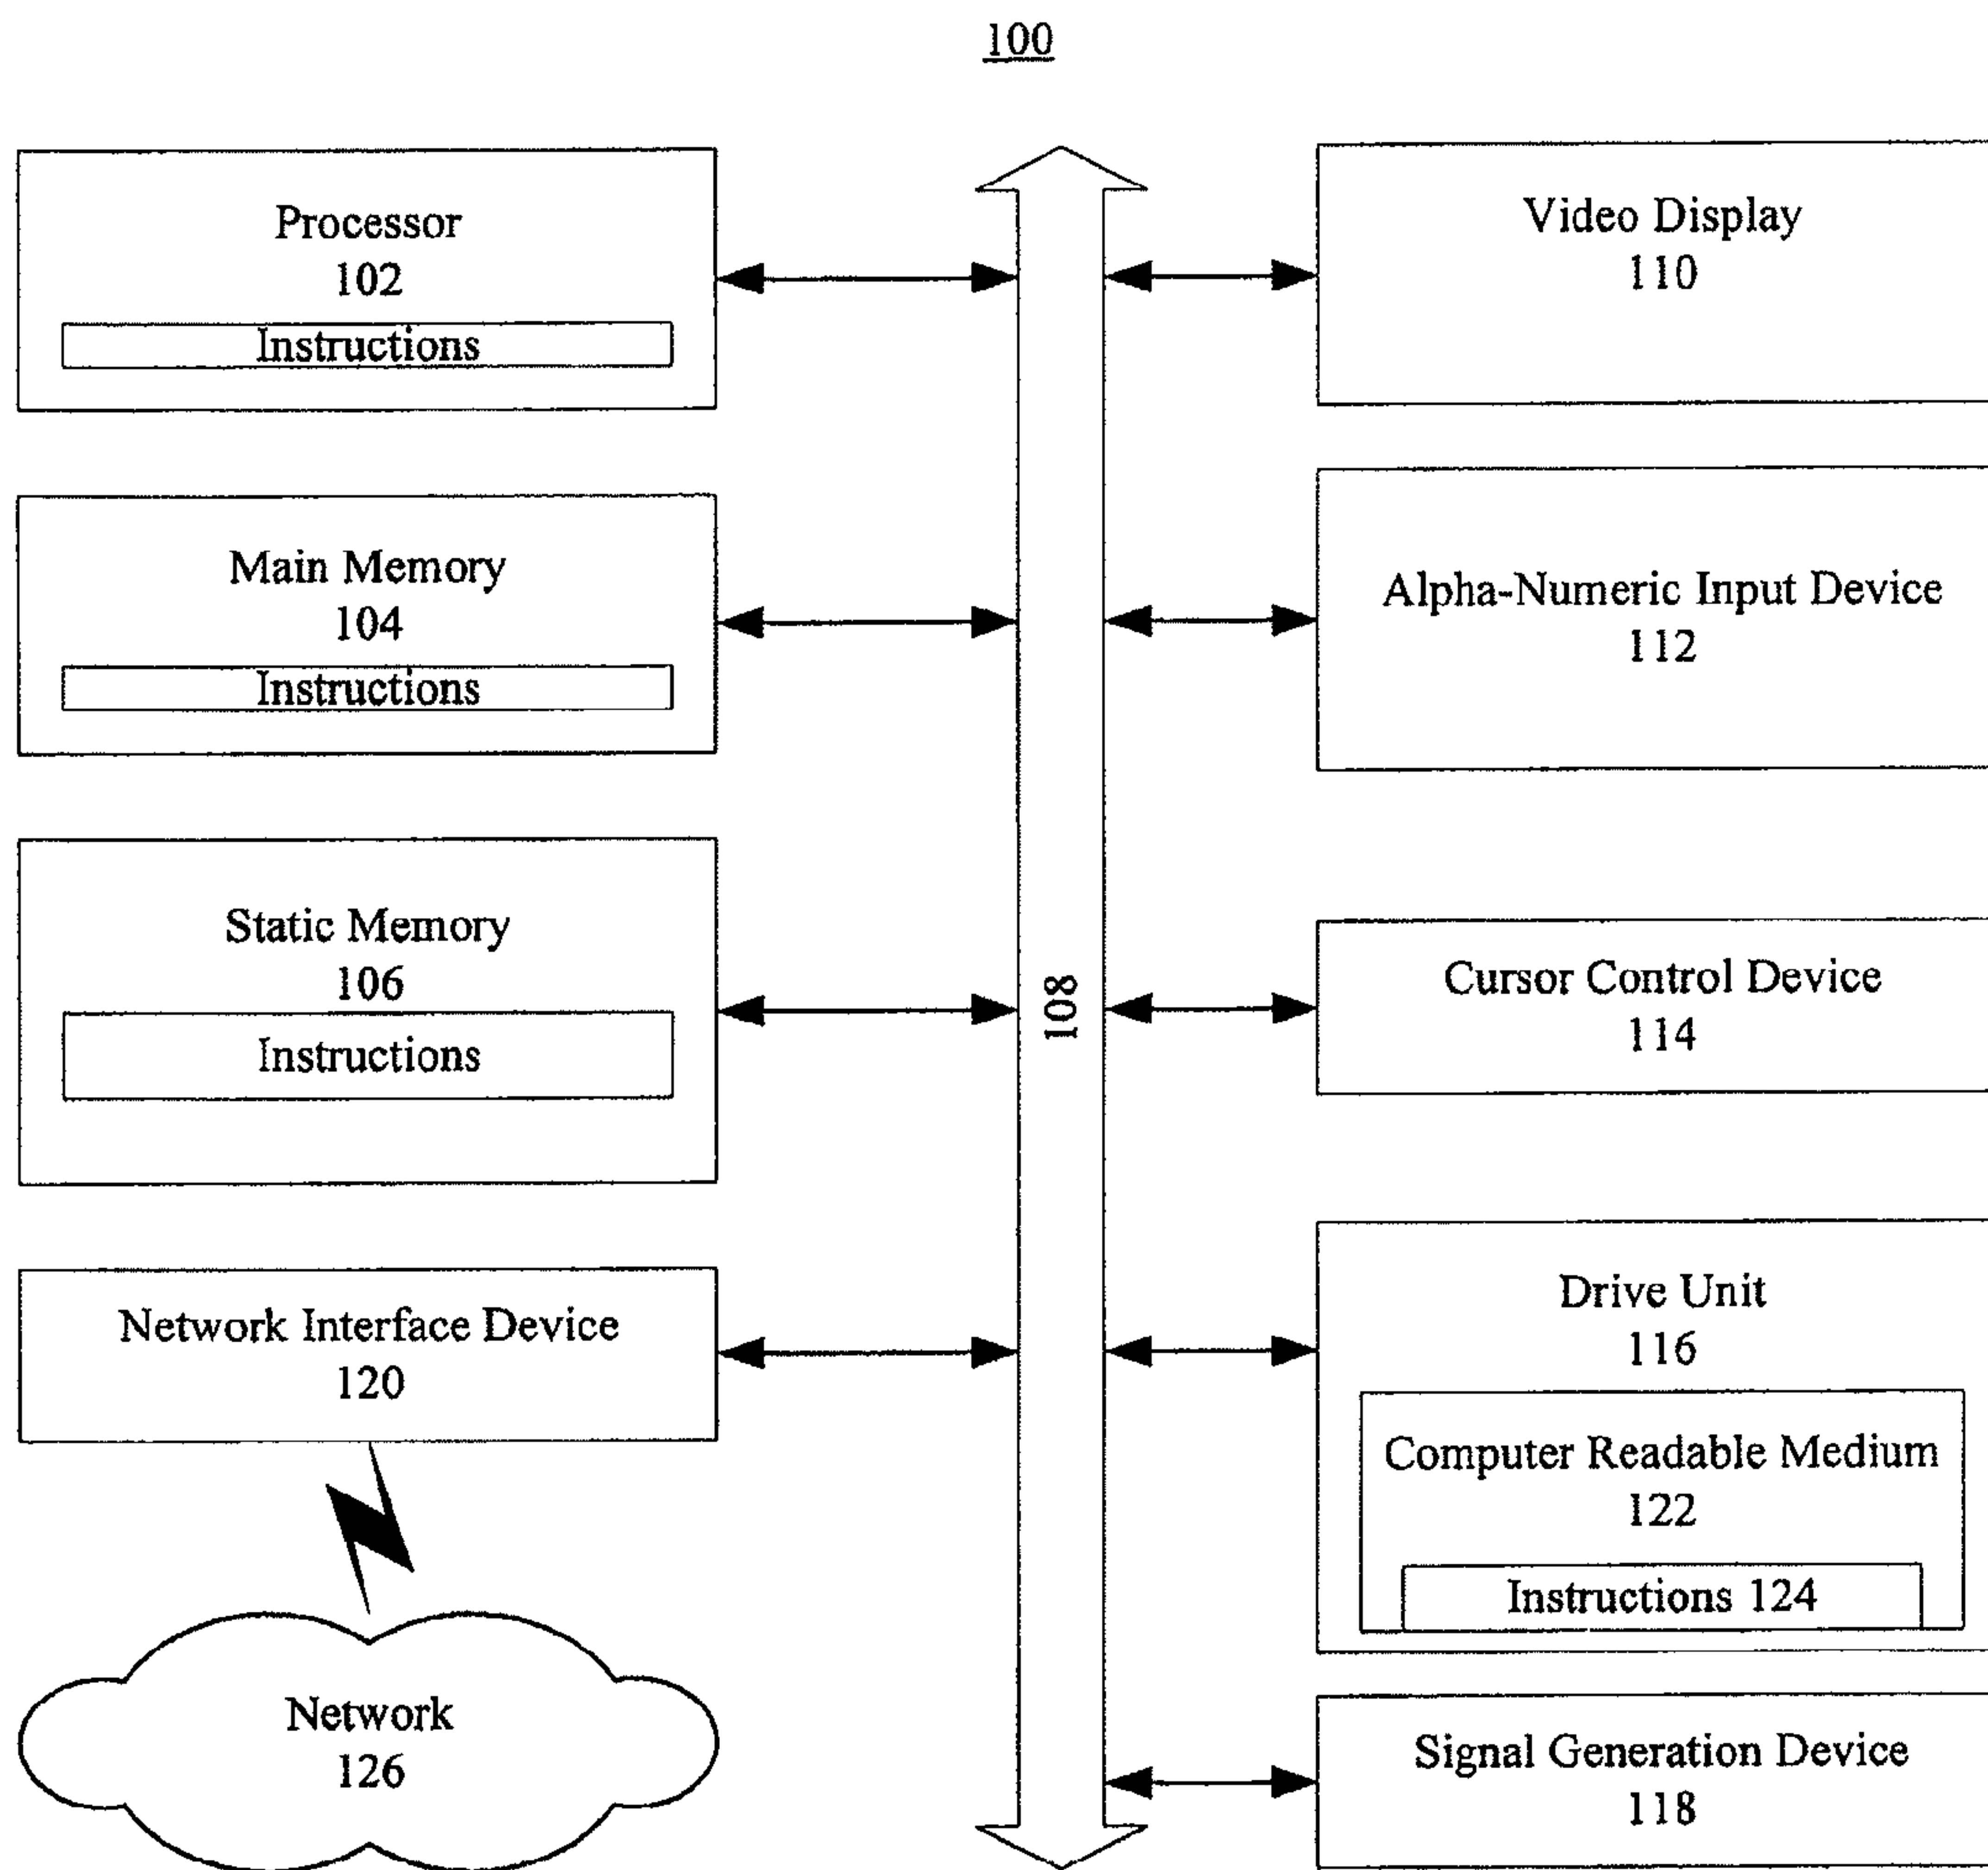 100
Processor
102
Instructions
Main Memory
104
Instructions
Static Memory
106
Instructions
Network Interface Device
120
Network
126
108
Video Display
110
Alpha-Numeric Input Device
112
Cursor Control Device
114
Drive Unit
116
Computer Readable Medium
122
Instructions 124
Signal Generation Device
118